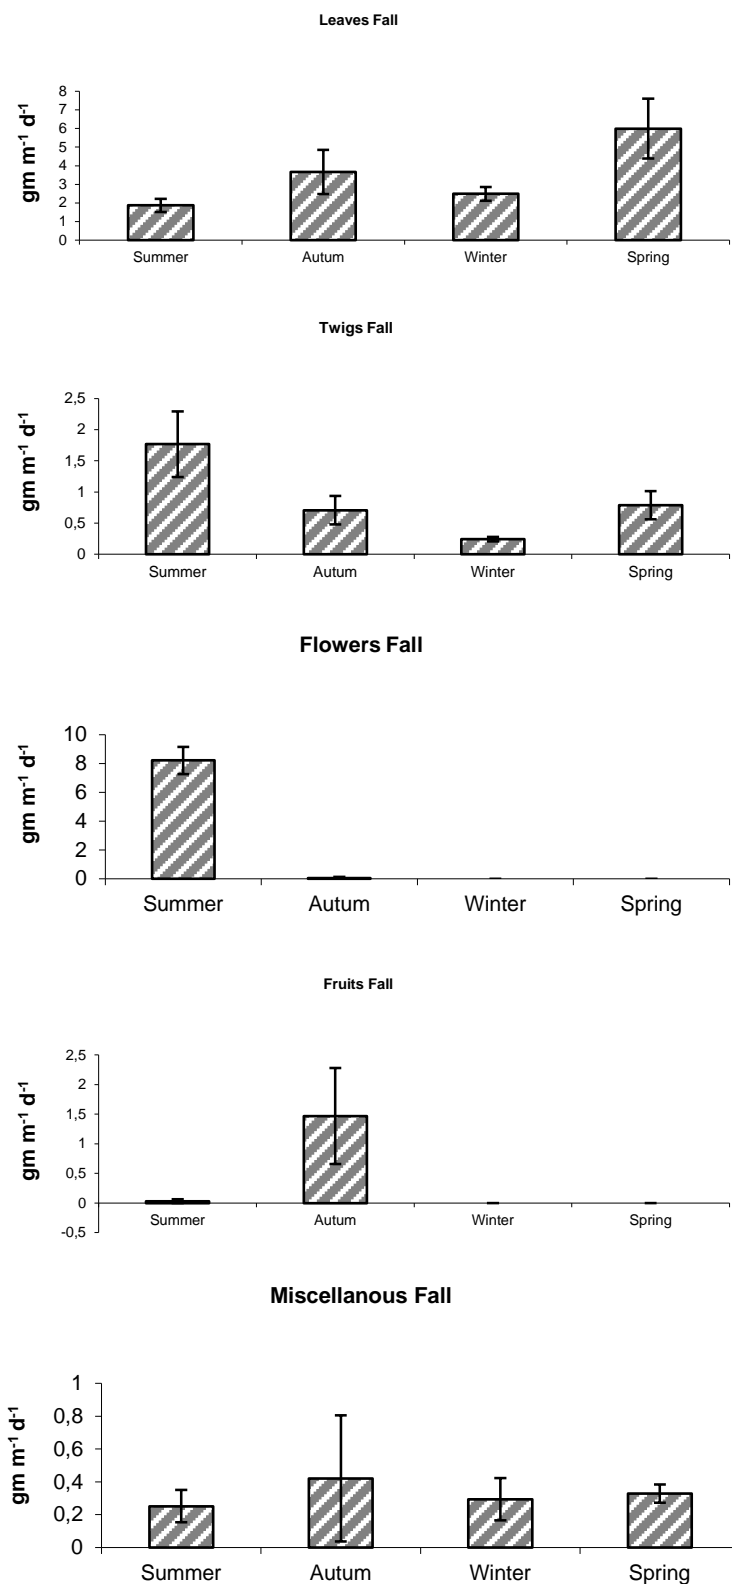 Leaves Fall
gm m-1 d-1
8
7
6
5
4
3
2
1
0
Summer Autum Winter Spring
Twigs Fall
gm m-1 d-1
2,5
2
1,5
1
0,5
0
Summer Autum Winter Spring
Flowers Fall
gm m-1 d-1
10
8
6
4
2
0
Summer Autum Winter Spring
Fruits Fall
gm m-1 d-1
2,5
2
1,5
1
0,5
0
-0,5
Summer Autum Winter Spring
Miscellanous Fall
gm m-1 d-1
1
0,8
0,6
0,4
0,2
0
Summer Autum Winter Spring